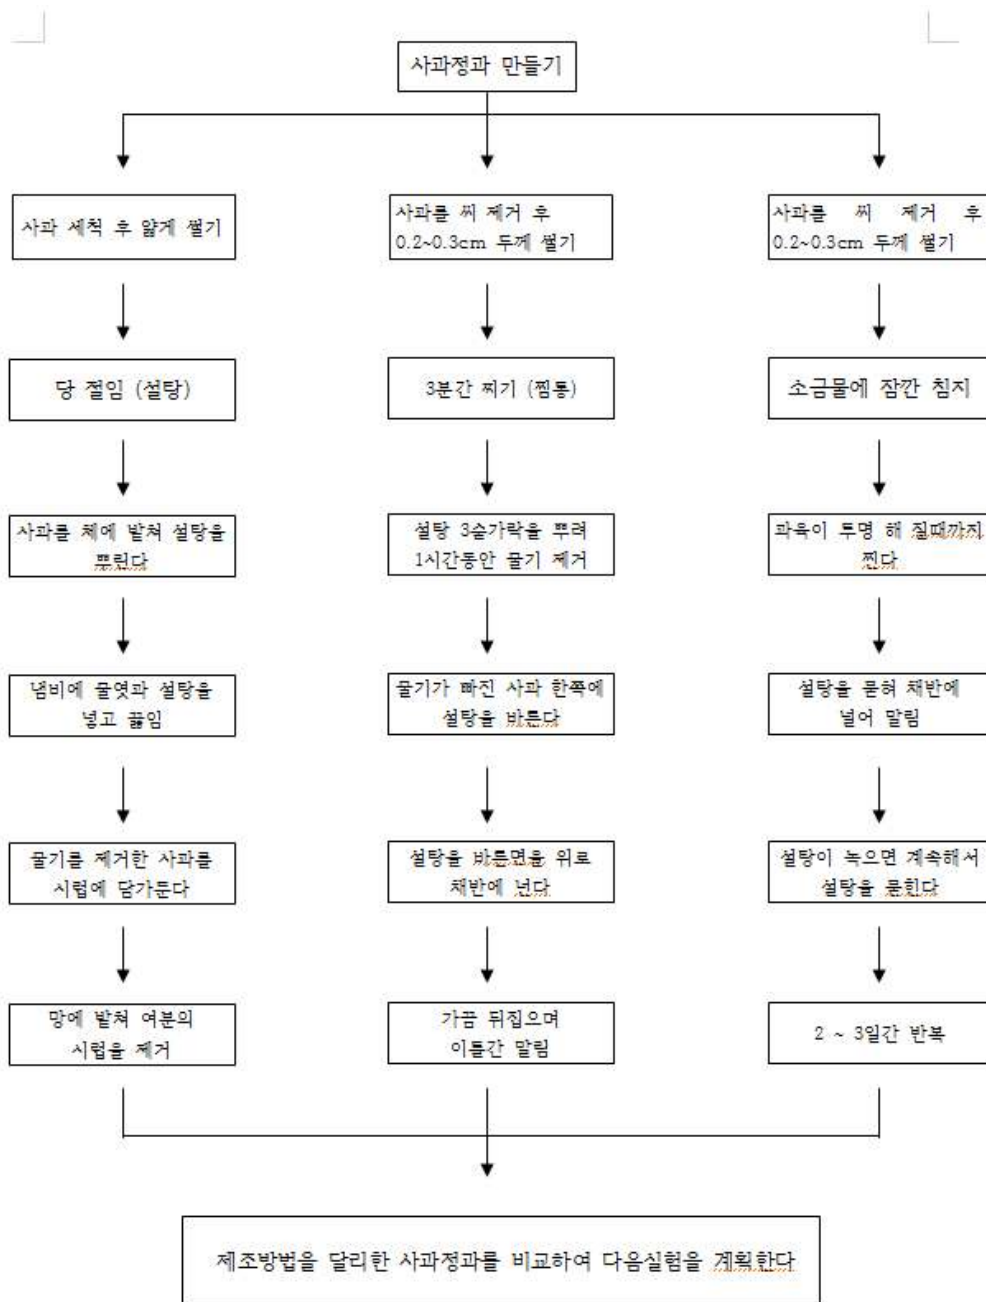 사과정과 만들기
사과 세척 후 얇게 썰기
당 절임 (설탕)
사과를 체에 밭쳐 설탕을
뿌린다
냄비에 물엿과 설탕을
넣고 끓임
물기를 제거한 사과를
시럽에 담가둔다
망에 밭쳐 여분의
시럽을 제거
사과를 씨 제거 후
0.2~0.3cm 두께 썰기
3분간 찌기 (찜통)
설탕 3숟가락을 뿌려
1시간동안 물기 제거
물기가 빠진 사과 한쪽에
설탕을 바른다
설탕을 바른면을 위로
채반에 넌다
가끔 뒤집으며
이틀간 말림
사과를 씨 제거 후
0.2~0.3cm 두께 썰기
소금물에 잠깐 침지
과육이 투명 해 질때까지
찐다
설탕을 묻혀 채반에
널어 말림
설탕이 녹으면 계속해서
설탕을 묻힌다
2 ~ 3일간 반복
제조방법을 달리한 사과정과를 비교하여 다음실험을 계획한다